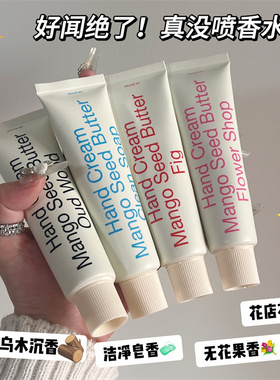 好闻绝了！真没喷香水
Hand Cream
Mango Seed Butter
Oud Wood
Hand Cream
Mango Seed Butter
Clean Soap
Hand Cream
Mango Seed Butter
Fig
Hand Cream
Mango Seed Butter
Flower Shop
花店
乌木沉香
洁净皂香
无花果香